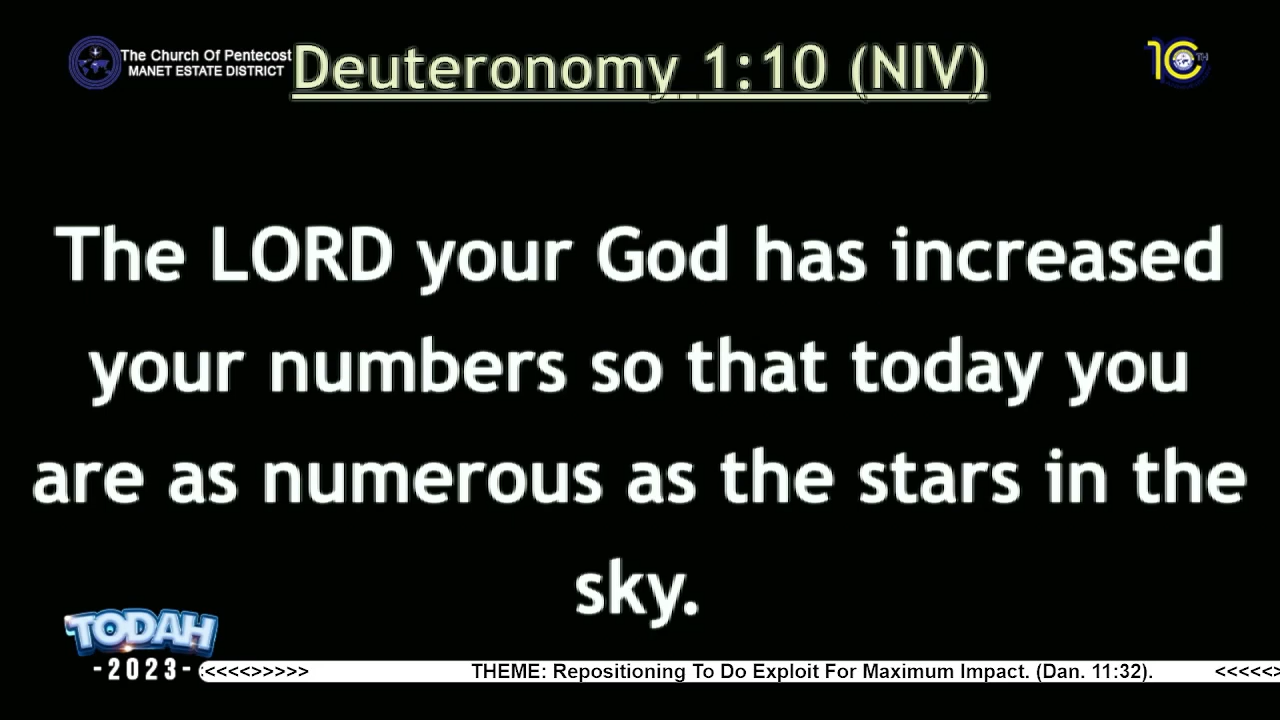 The Church Of Pentecost
MANET ESTATE DISTRICT
Deuteronomy 1:10 (NIV)
10
TH
The LORD your God has increased
your numbers so that today you
are as numerous as the stars in the
sky.
TODAH
-2023-
<<<<>>>>> THEME: Repositioning To Do Exploit For Maximum Impact. (Dan. 11:32). <<<<<>